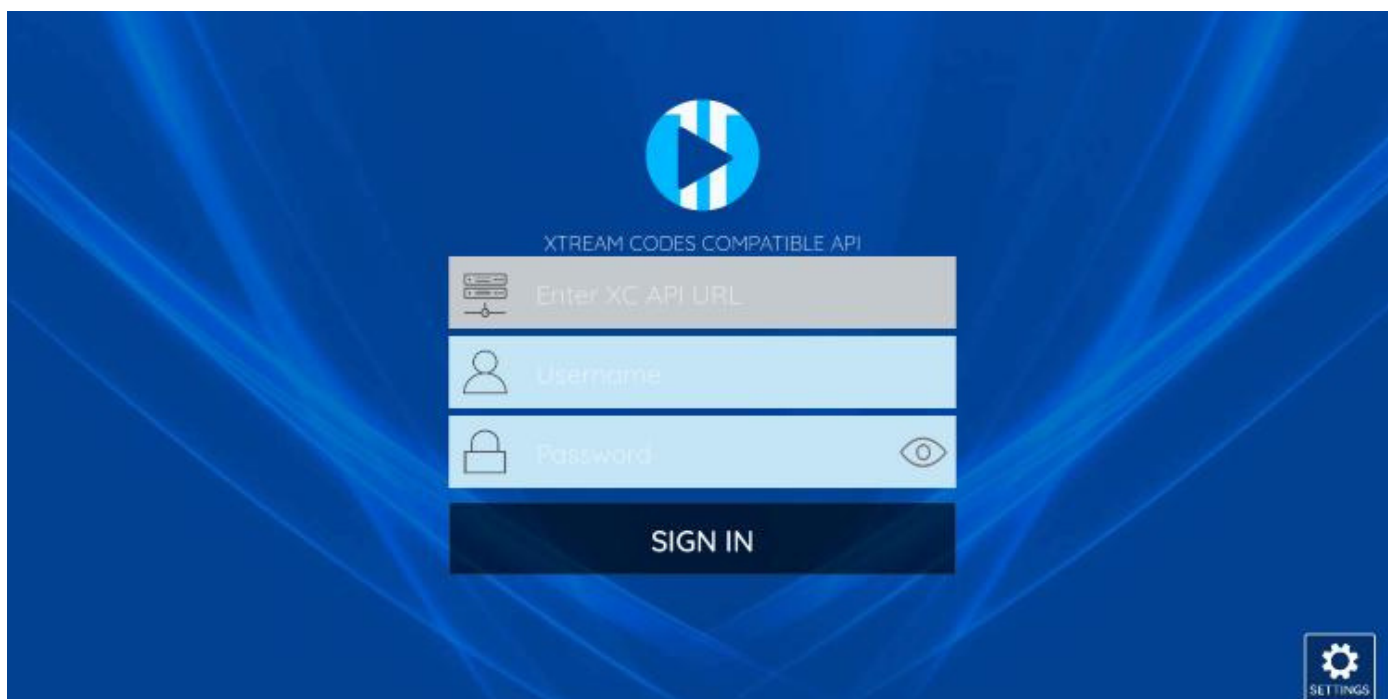 XTREAM CODES COMPATIBLE API
Enter XC API URL
Username
Password
SIGN IN
SETTINGS